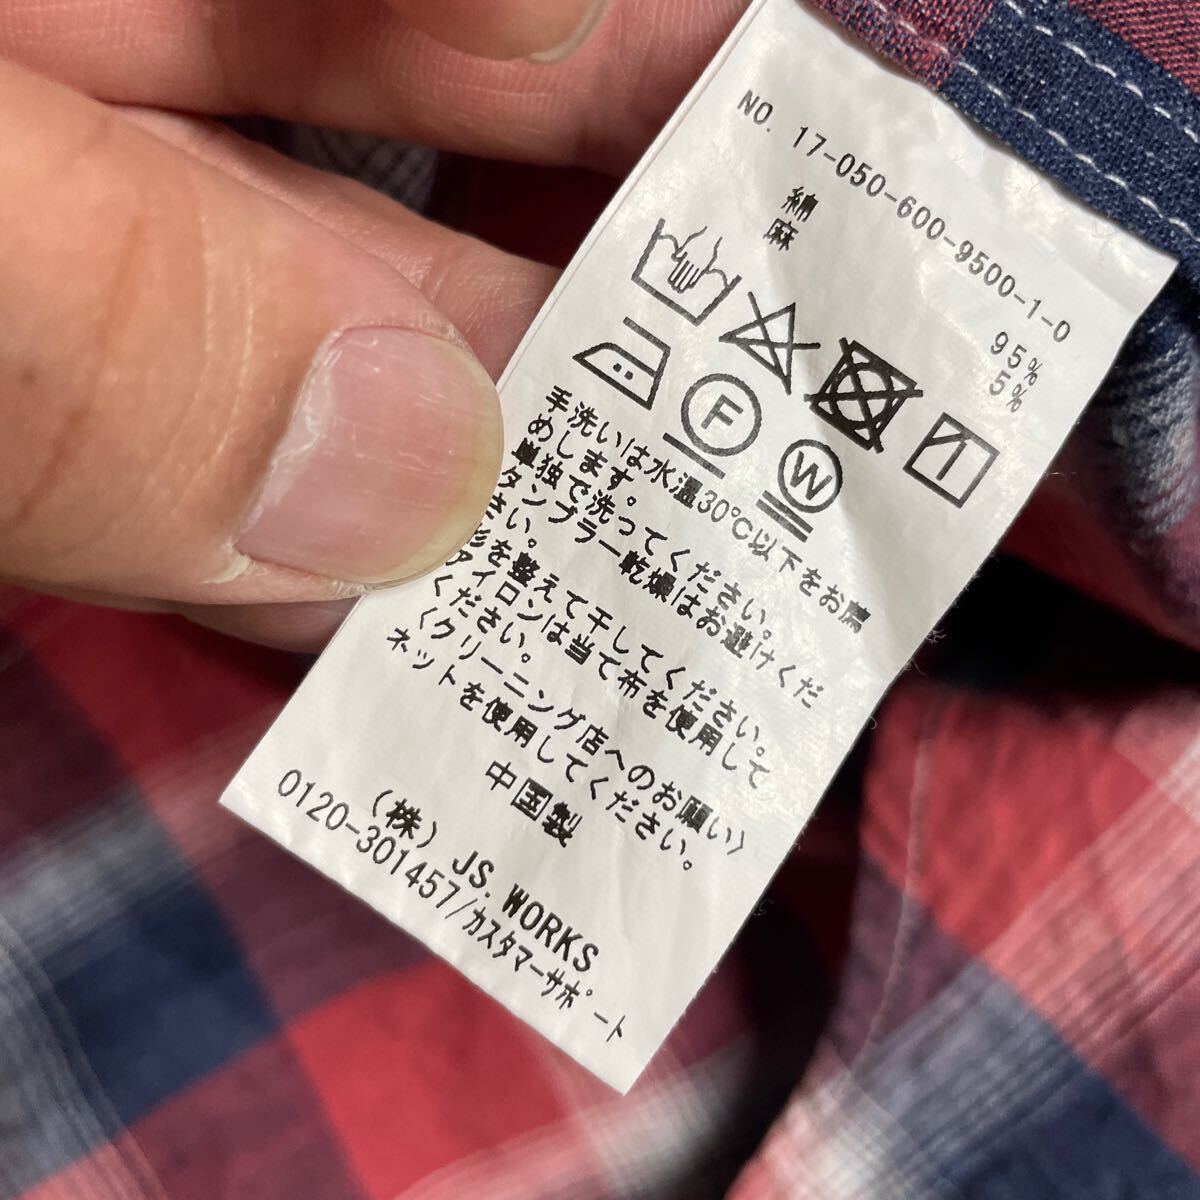 NO. 17-050-600-9500-1-0
綿 95%
麻 5%
F
W
手洗いは水温30℃以下をお薦
めします。
単独で洗ってください。
タンブラー乾燥はお避けくだ
さい。
形を整えて干してください。
アイロンは当て布を使用して
ください。
〈クリーニング店へのお願い〉
ネットを使用してください。
中国製
(株) JS. WORKS
0120-301457/カスタマーサポート